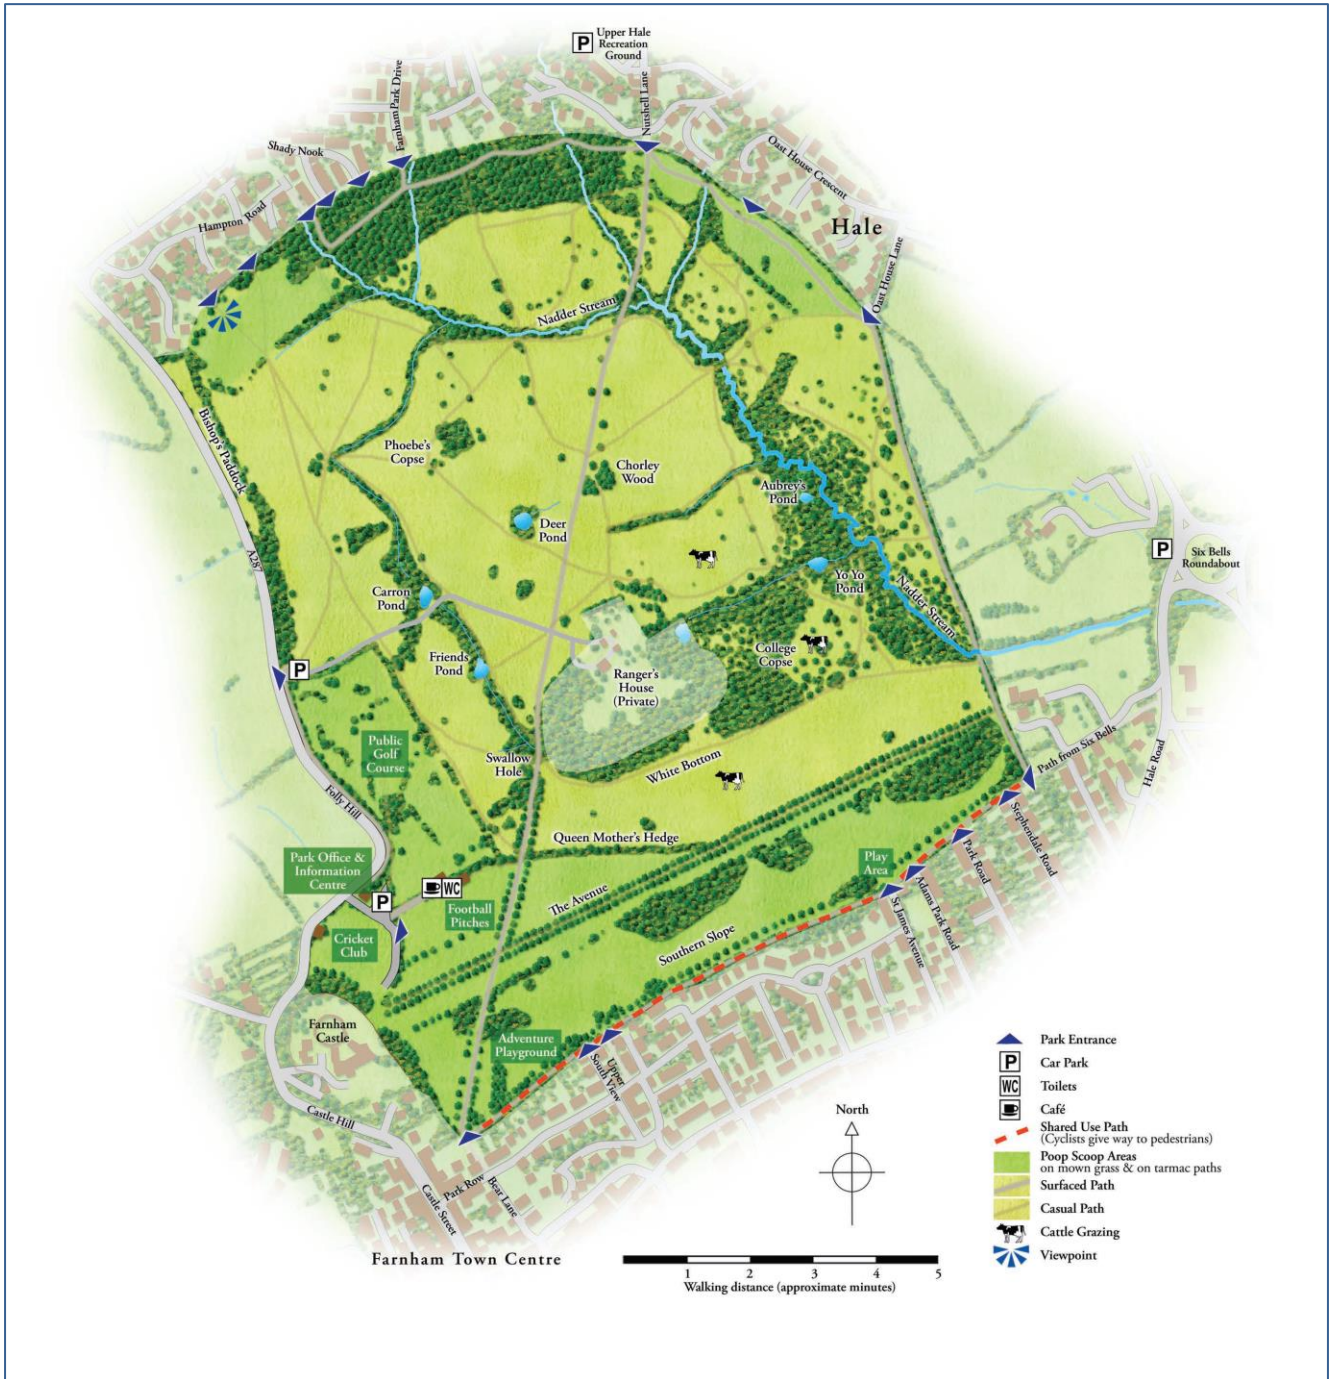 P
Upper Hale
Recreation
Ground
Farnham Park Drive
Nutshell Lane
Shady Nook
Oast House Crescent
Hampton Road
Hale
Oast House Lane
Nadder Stream
Bishop's Paddock
Phoebe's
Copse
Chorley
Wood
Aubrey's
Pond
Deer
Pond
A287
P
Six Bells
Roundabout
Carron
Pond
Yo Yo
Pond
Nadder Stream
P
Friends
Pond
College
Copse
Ranger's
House
(Private)
Public
Golf
Course
Swallow
Hole
White Bottom
Path from Six Bells
Hale Road
Folly Hill
Queen Mother's Hedge
Stephendale Road
Park Office &
Information
Centre
Play
Area
Park Road
P
WC
Football
Pitches
The Avenue
Adams Park Road
St James Avenue
Cricket
Club
Southern Slope
Farnham
Castle
Adventure
Playground
Upper
South View
Castle Hill
Park Row
Bear Lane
Castle Street
Farnham Town Centre
North
Park Entrance
P Car Park
WC Toilets
Café
Shared Use Path
(Cyclists give way to pedestrians)
Poop Scoop Areas
on mown grass & on tarmac paths
Surfaced Path
Casual Path
Cattle Grazing
Viewpoint
1 2 3 4 5
Walking distance (approximate minutes)